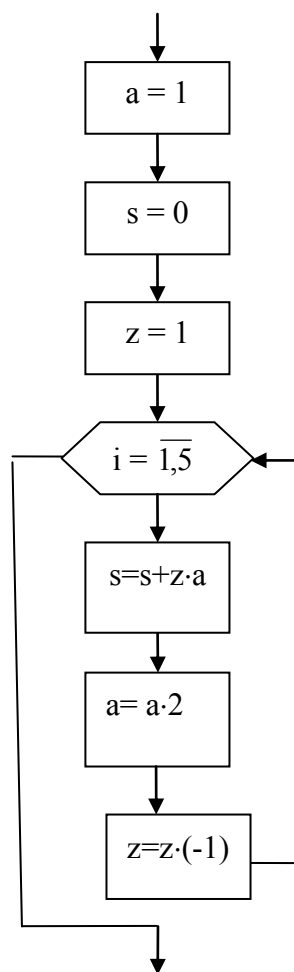 a = 1
s = 0
z = 1
i = 1,5
s=s+z·a
a= a·2
z=z·(-1)